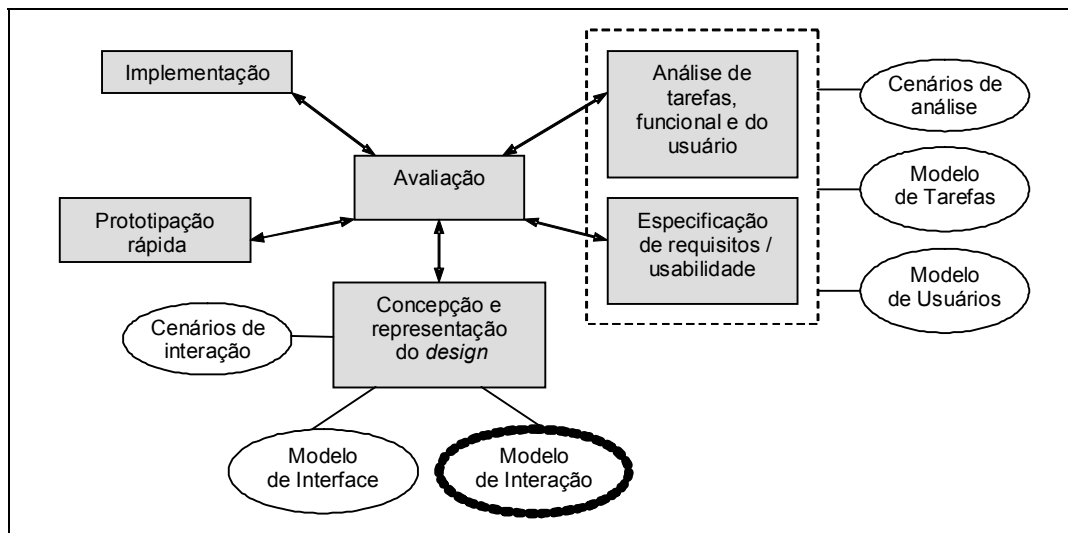 Implementação
Análise de
tarefas,
funcional e do
usuário
Cenários de
análise
Avaliação
Modelo
de Tarefas
Prototipação
rápida
Especificação
de requisitos /
usabilidade
Modelo
de Usuários
Concepção e
representação
do design
Cenários de
interação
Modelo
de Interface
Modelo
de Interação